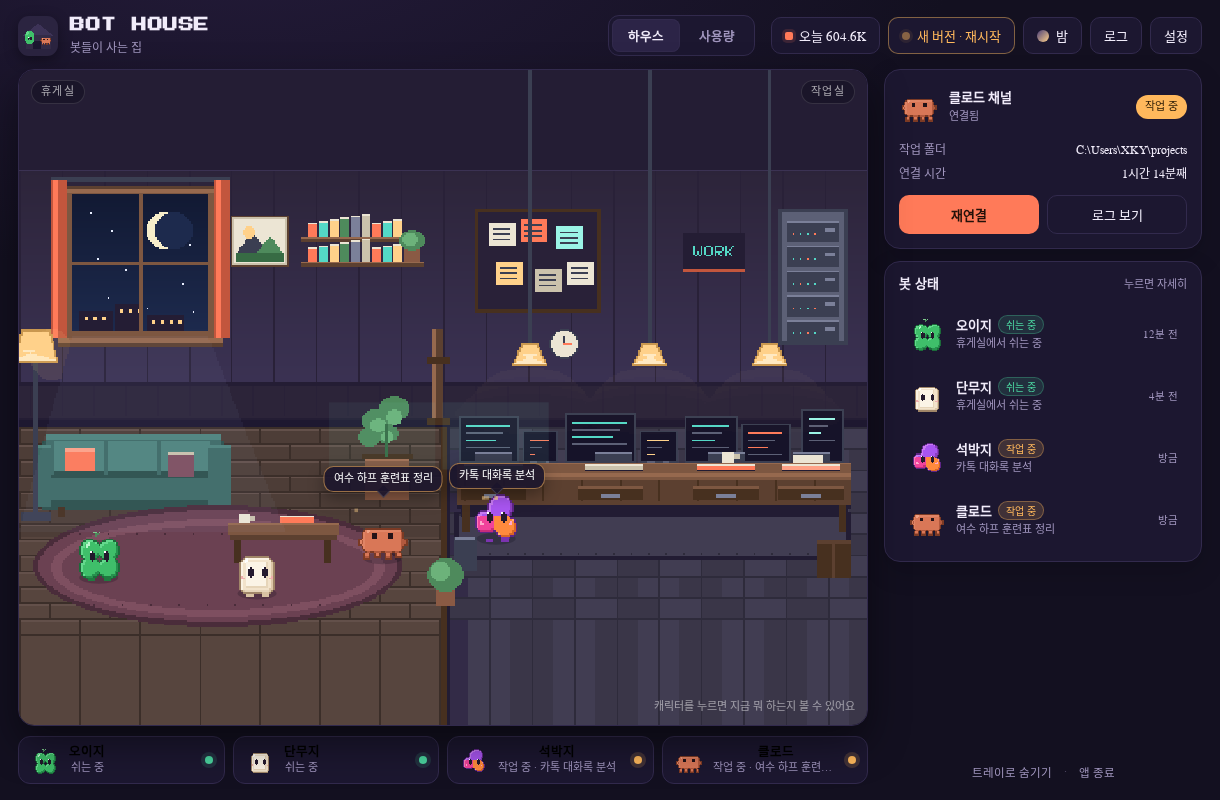 BOT HOUSE
봇들이 사는 집
하우스
사용량
오늘 604.6K
새 버전 · 재시작
밤
로그
설정
휴게실
작업실
WORK
여수 하프 훈련표 정리
카톡 대화록 분석
캐릭터를 누르면 지금 뭐 하는지 볼 수 있어요
클로드 채널
연결됨
작업 중
작업 폴더
C:\Users\XKY\projects
연결 시간
1시간 14분째
재연결
로그 보기
봇 상태
누르면 자세히
오이지 쉬는 중
휴게실에서 쉬는 중
12분 전
단무지 쉬는 중
휴게실에서 쉬는 중
4분 전
석박지 작업 중
카톡 대화록 분석
방금
클로드 작업 중
여수 하프 훈련표 정리
방금
오이지
쉬는 중
단무지
쉬는 중
석박지
작업 중 · 카톡 대화록 분석
클로드
작업 중 · 여수 하프 훈련...
트레이로 숨기기 · 앱 종료